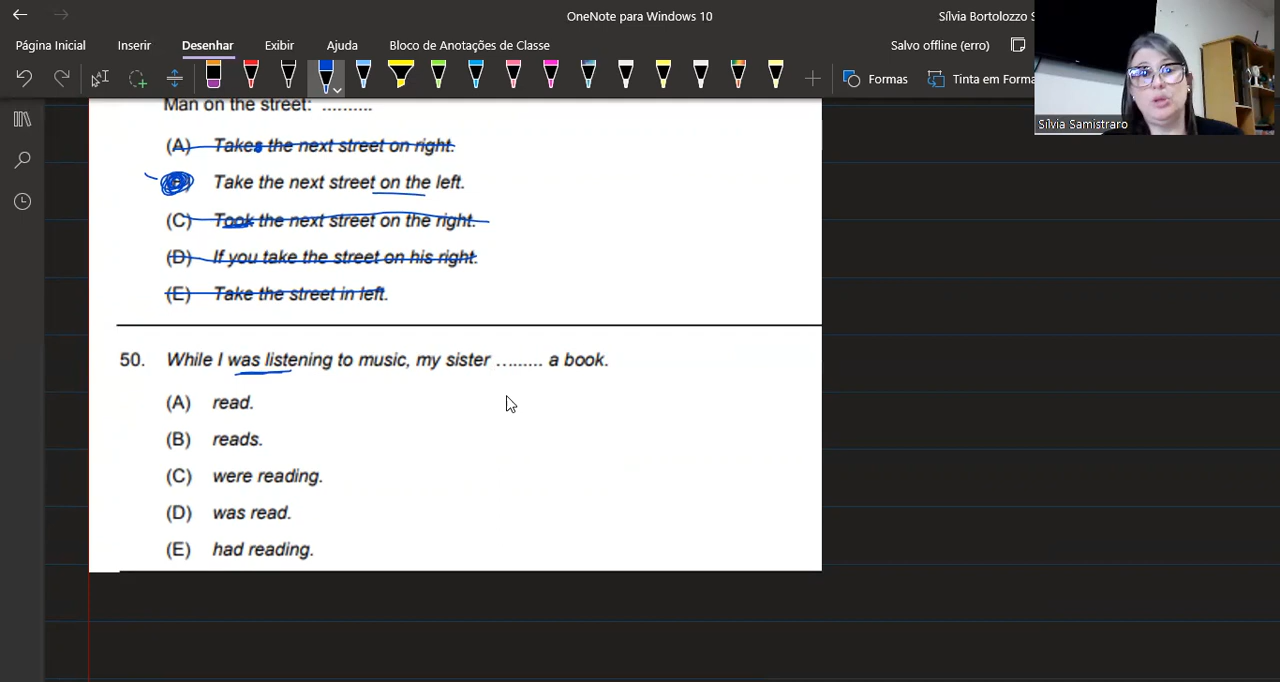 OneNote para Windows 10
Sílvia Bortolozzo S
Página Inicial
Inserir
Desenhar
Exibir
Ajuda
Bloco de Anotações de Classe
Salvo offline (erro)
Formas
Tinta em Forma
Sílvia Samistraro
Man on the street: ..........
(A) Takes the next street on right.
Take the next street on the left.
(C) Took the next street on the right.
(D) If you take the street on his right.
(E) Take the street in left.
50. While I was listening to music, my sister ......... a book.
(A) read.
(B) reads.
(C) were reading.
(D) was read.
(E) had reading.